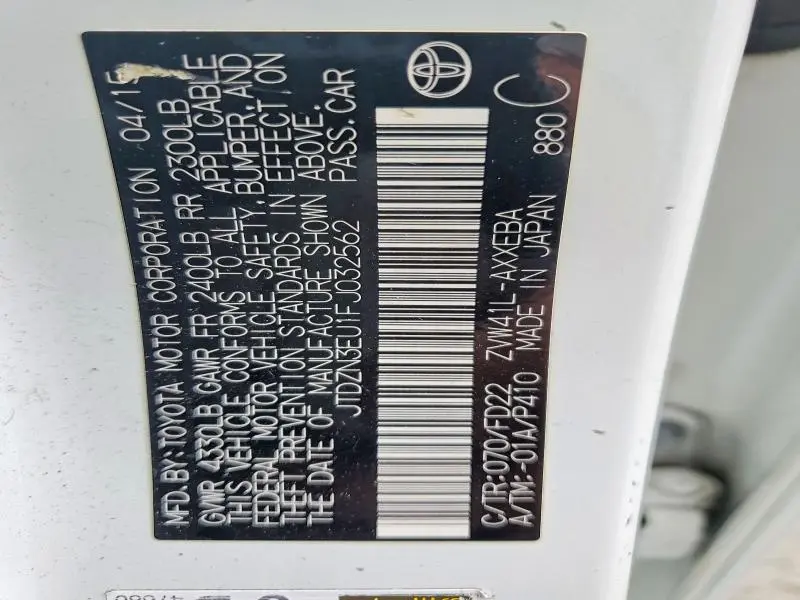 MFD.BY:TOYOTA MOTOR CORPORATION 04/15
GVWR 4330LB GAWR FR 2400LB RR 2300LB
THIS VEHICLE CONFORMS TO ALL APPLICABLE
FEDERAL MOTOR VEHICLE SAFETY,BUMPER,AND
THEFT PREVENTION STANDARDS IN EFFECT ON
THE DATE OF MANUFACTURE SHOWN ABOVE.
JTDZN3EU1FJ032562 PASS.CAR
C/TR:070/FD22 ZVW41L-AXXEBA
A/TM:-01A/P410 MADE IN JAPAN 880
C